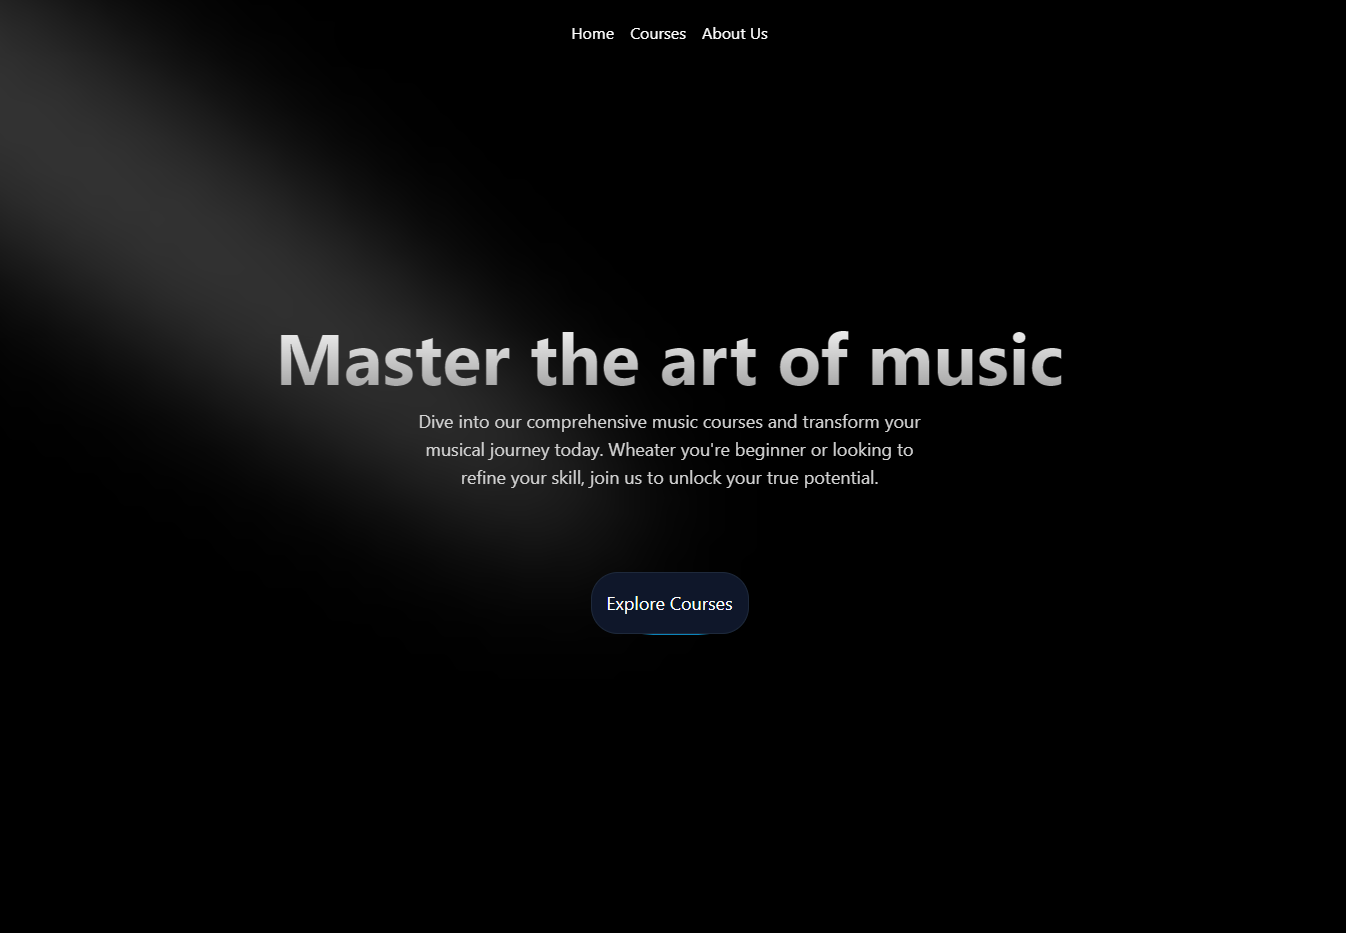 Home Courses About Us
Master the art of music
Dive into our comprehensive music courses and transform your
musical journey today. Wheater you're beginner or looking to
refine your skill, join us to unlock your true potential.
Explore Courses